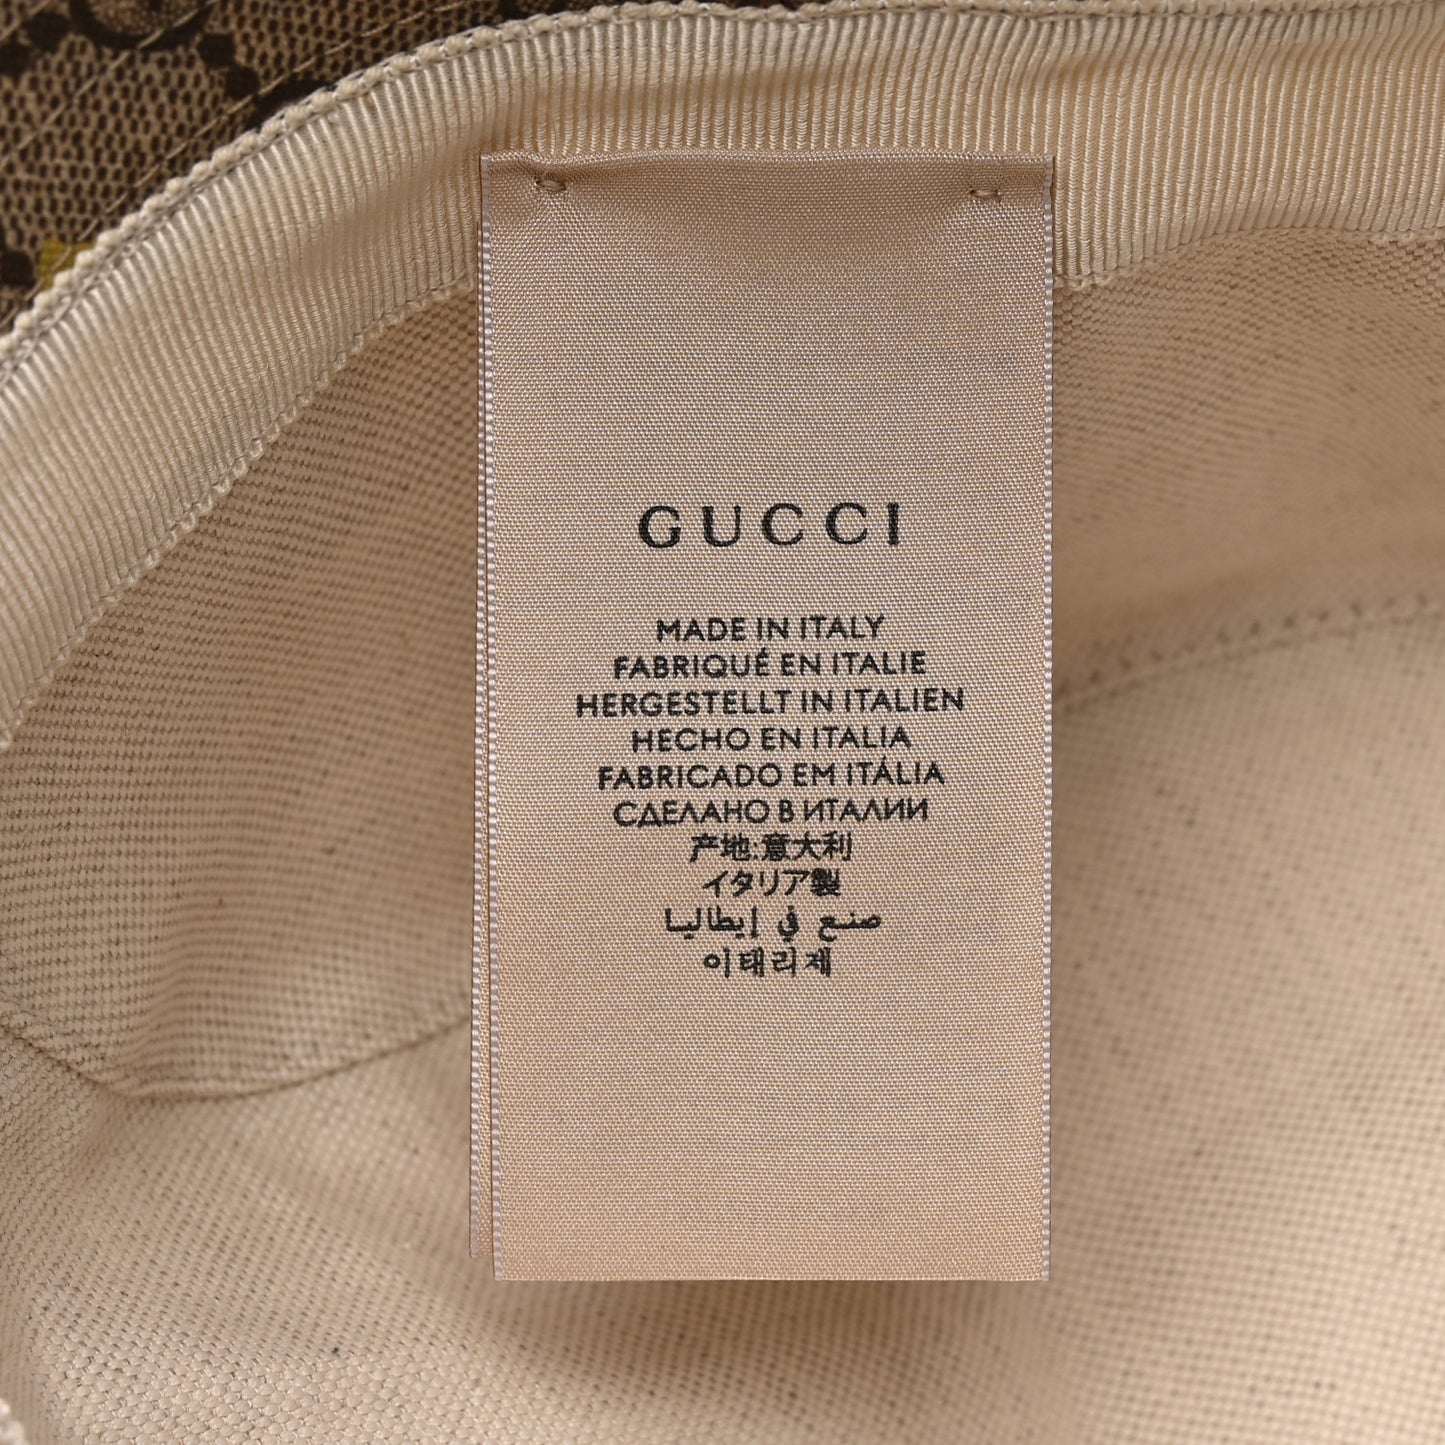 GUCCI
MADE IN ITALY
FABRIQUÉ EN ITALIE
HERGESTELLT IN ITALIEN
HECHO EN ITALIA
FABRICADO EM ITÁLIA
СДЕЛАНО В ИТАЛИИ
产地:意大利
イタリア製
صنع في إيطاليا
이태리제